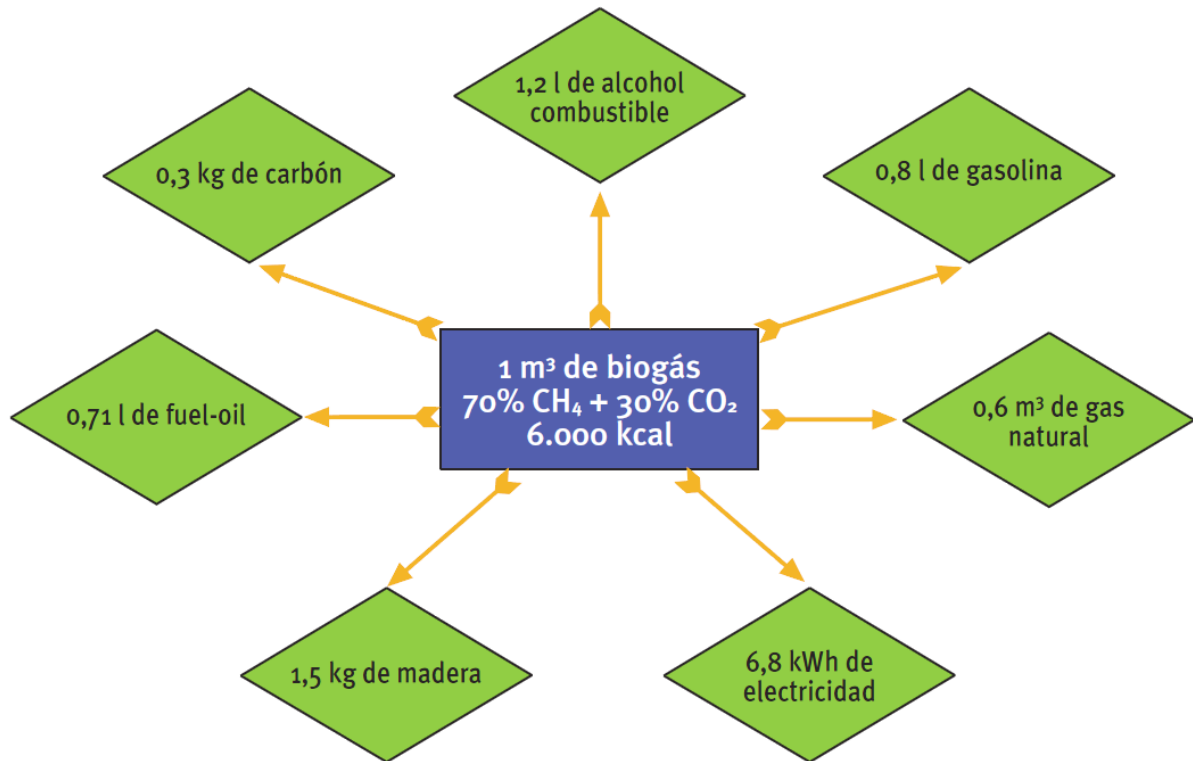 1,2 l de alcohol
combustible
0,3 kg de carbón
0,8 l de gasolina
1 m³ de biogás
70% CH₄ + 30% CO₂
6.000 kcal
0,71 l de fuel-oil
0,6 m³ de gas
natural
1,5 kg de madera
6,8 kWh de
electricidad